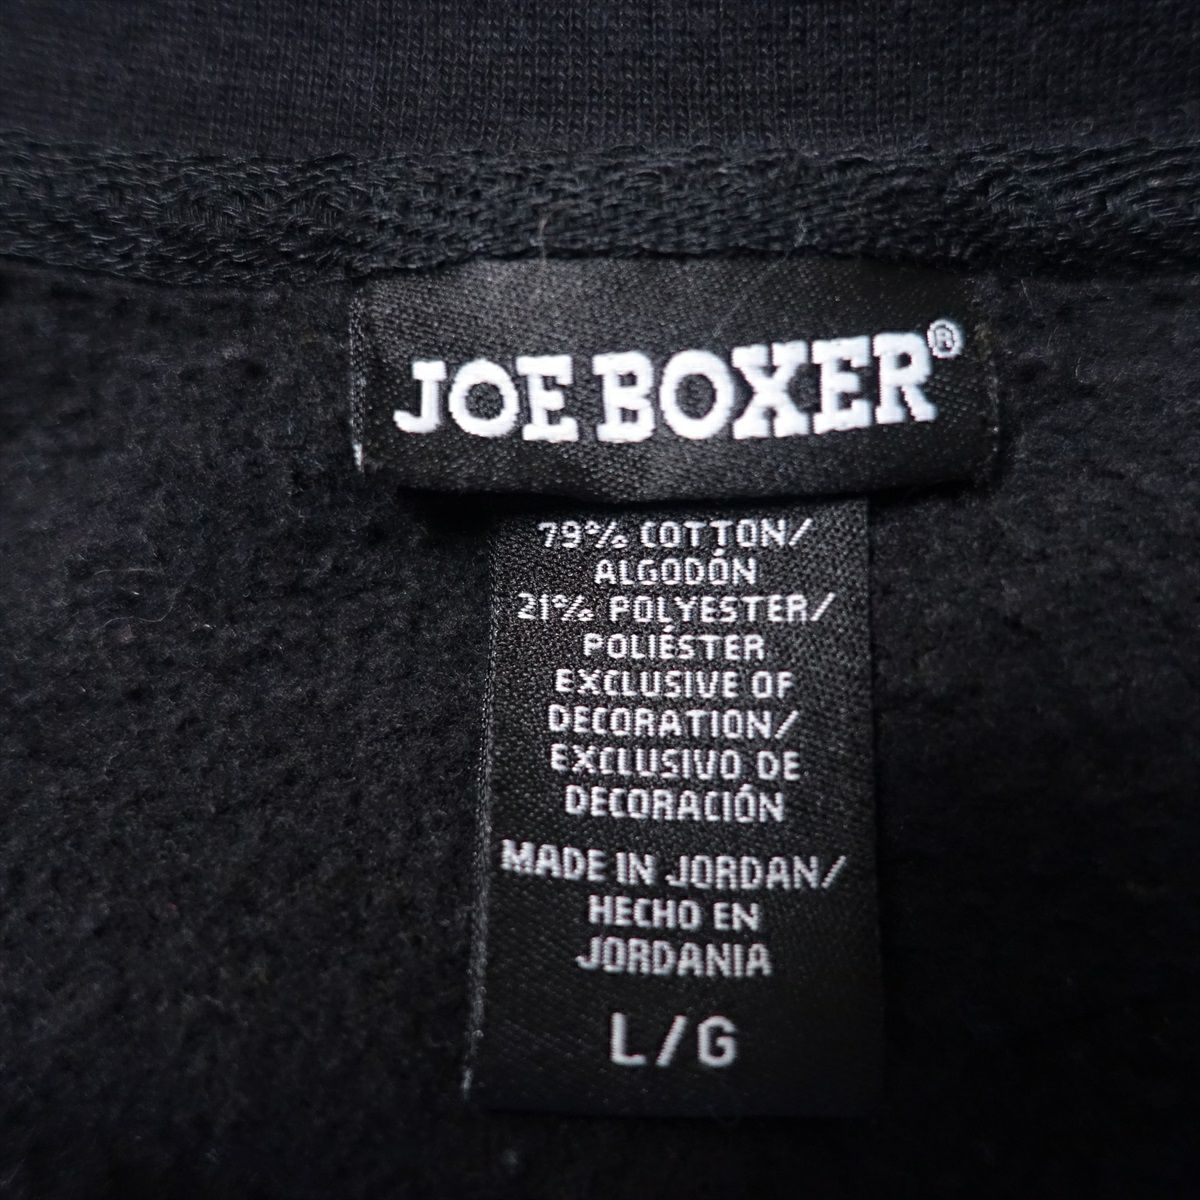 JOE BOXER®
79% COTTON/
ALGODÓN
21% POLYESTER/
POLIÉSTER
EXCLUSIVE OF
DECORATION/
EXCLUSIVO DE
DECORACIÓN
MADE IN JORDAN/
HECHO EN
JORDANIA
L/G